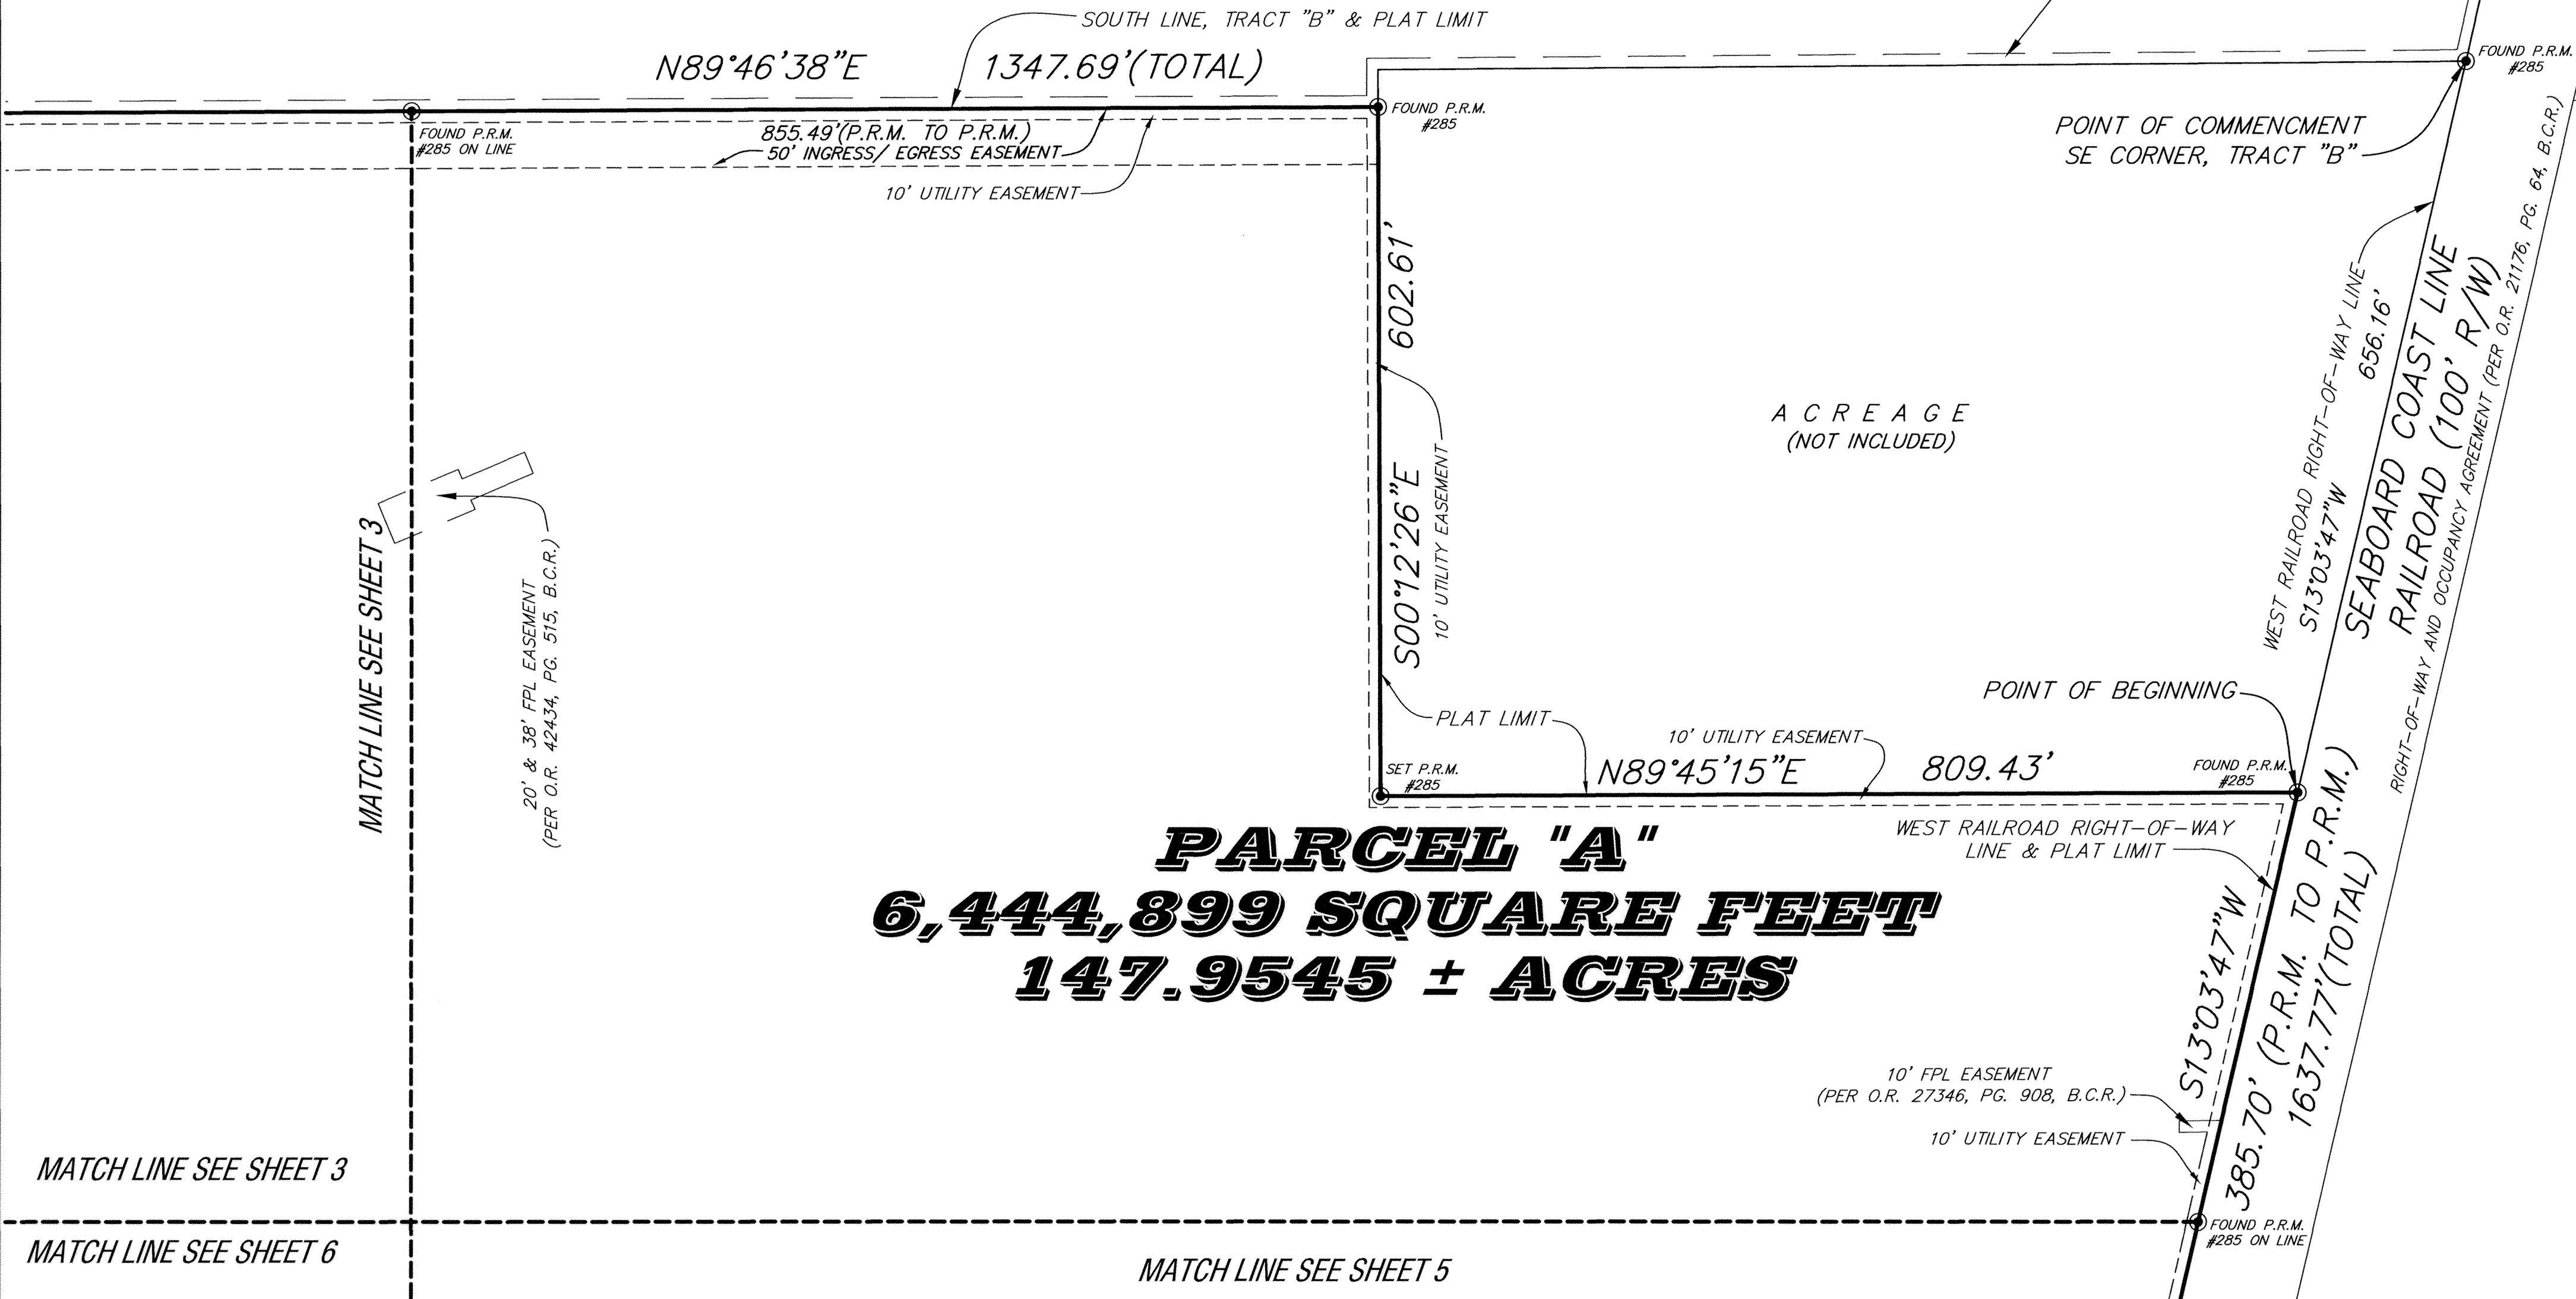 SOUTH LINE, TRACT "B" & PLAT LIMIT
N89°46'38"E 1347.69'(TOTAL)
FOUND P.R.M.
#285
FOUND P.R.M.
#285
POINT OF COMMENCMENT
SE CORNER, TRACT "B"
FOUND P.R.M.
#285 ON LINE
855.49'(P.R.M. TO P.R.M.)
50' INGRESS/ EGRESS EASEMENT
10' UTILITY EASEMENT
602.61'
S00°12'26"E
10' UTILITY EASEMENT
ACREAGE
(NOT INCLUDED)
WEST RAILROAD RIGHT-OF-WAY LINE
656.16'
S13°03'47"W
SEABOARD COAST LINE
RAILROAD (100' R/W)
RIGHT-OF-WAY AND OCCUPANCY AGREEMENT (PER O.R. 21176, PG. 64, B.C.R.)
MATCH LINE SEE SHEET 3
20' & 38' FPL EASEMENT
(PER O.R. 42434, PG. 515, B.C.R.)
POINT OF BEGINNING
PLAT LIMIT
10' UTILITY EASEMENT
SET P.R.M.
#285
N89°45'15"E 809.43'
FOUND P.R.M.
#285
PARCEL "A"
6,444,899 SQUARE FEET
147.9545 ± ACRES
WEST RAILROAD RIGHT-OF-WAY
LINE & PLAT LIMIT
S13°03'47"W
385.70' (P.R.M. TO P.R.M.)
1637.77'(TOTAL)
10' FPL EASEMENT
(PER O.R. 27346, PG. 908, B.C.R.)
10' UTILITY EASEMENT
MATCH LINE SEE SHEET 3
FOUND P.R.M.
#285 ON LINE
MATCH LINE SEE SHEET 6
MATCH LINE SEE SHEET 5